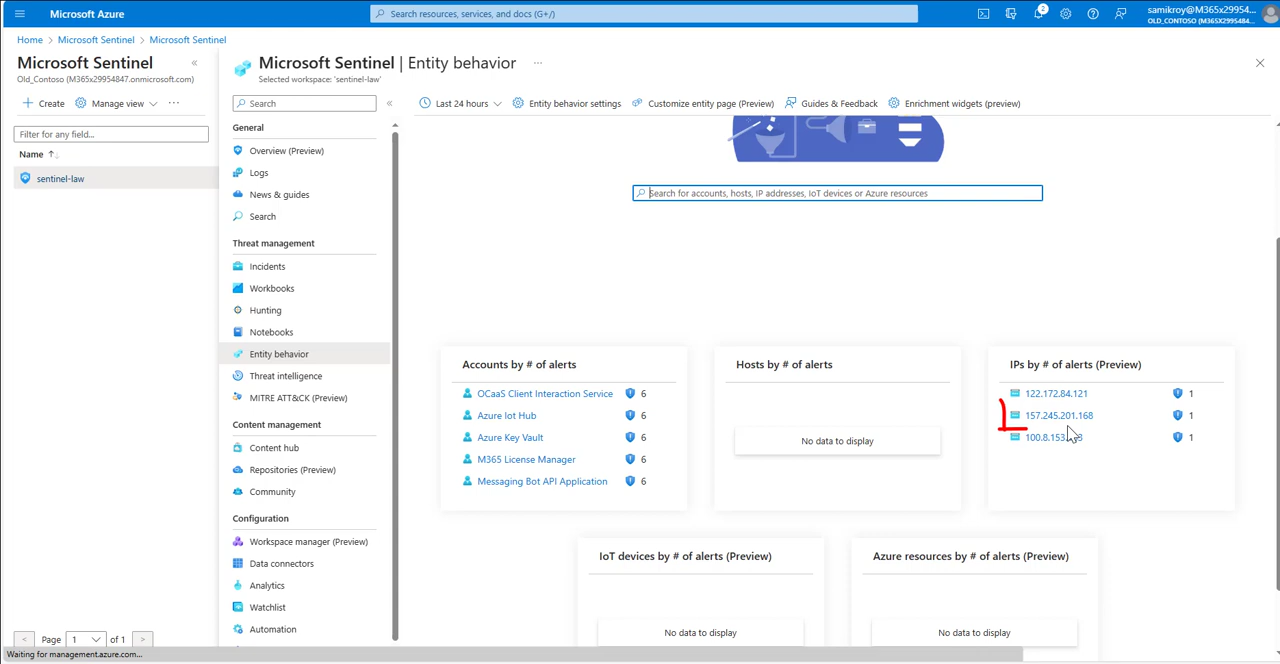 Microsoft Azure
Search resources, services, and docs (G+/)
2
samikroy@M365x29954...
OLD_CONTOSO (M365X2995484...
Home > Microsoft Sentinel > Microsoft Sentinel
Microsoft Sentinel
Old_Contoso (M365x29954847.onmicrosoft.com)
Create
Manage view
...
Filter for any field...
Name
sentinel-law
Page 1 of 1
Waiting for management.azure.com...
Microsoft Sentinel | Entity behavior
...
Selected workspace: 'sentinel-law'
Search
General
Overview (Preview)
Logs
News & guides
Search
Threat management
Incidents
Workbooks
Hunting
Notebooks
Entity behavior
Threat intelligence
MITRE ATT&CK (Preview)
Content management
Content hub
Repositories (Preview)
Community
Configuration
Workspace manager (Preview)
Data connectors
Analytics
Watchlist
Automation
Last 24 hours
Entity behavior settings
Customize entity page (Preview)
Guides & Feedback
Enrichment widgets (preview)
Search for accounts, hosts, IP addresses, IoT devices or Azure resources
Accounts by # of alerts
OCaaS Client Interaction Service 6
Azure Iot Hub 6
Azure Key Vault 6
M365 License Manager 6
Messaging Bot API Application 6
Hosts by # of alerts
No data to display
IPs by # of alerts (Preview)
122.172.84.121 1
157.245.201.168 1
1
IoT devices by # of alerts (Preview)
No data to display
Azure resources by # of alerts (Preview)
No data to display